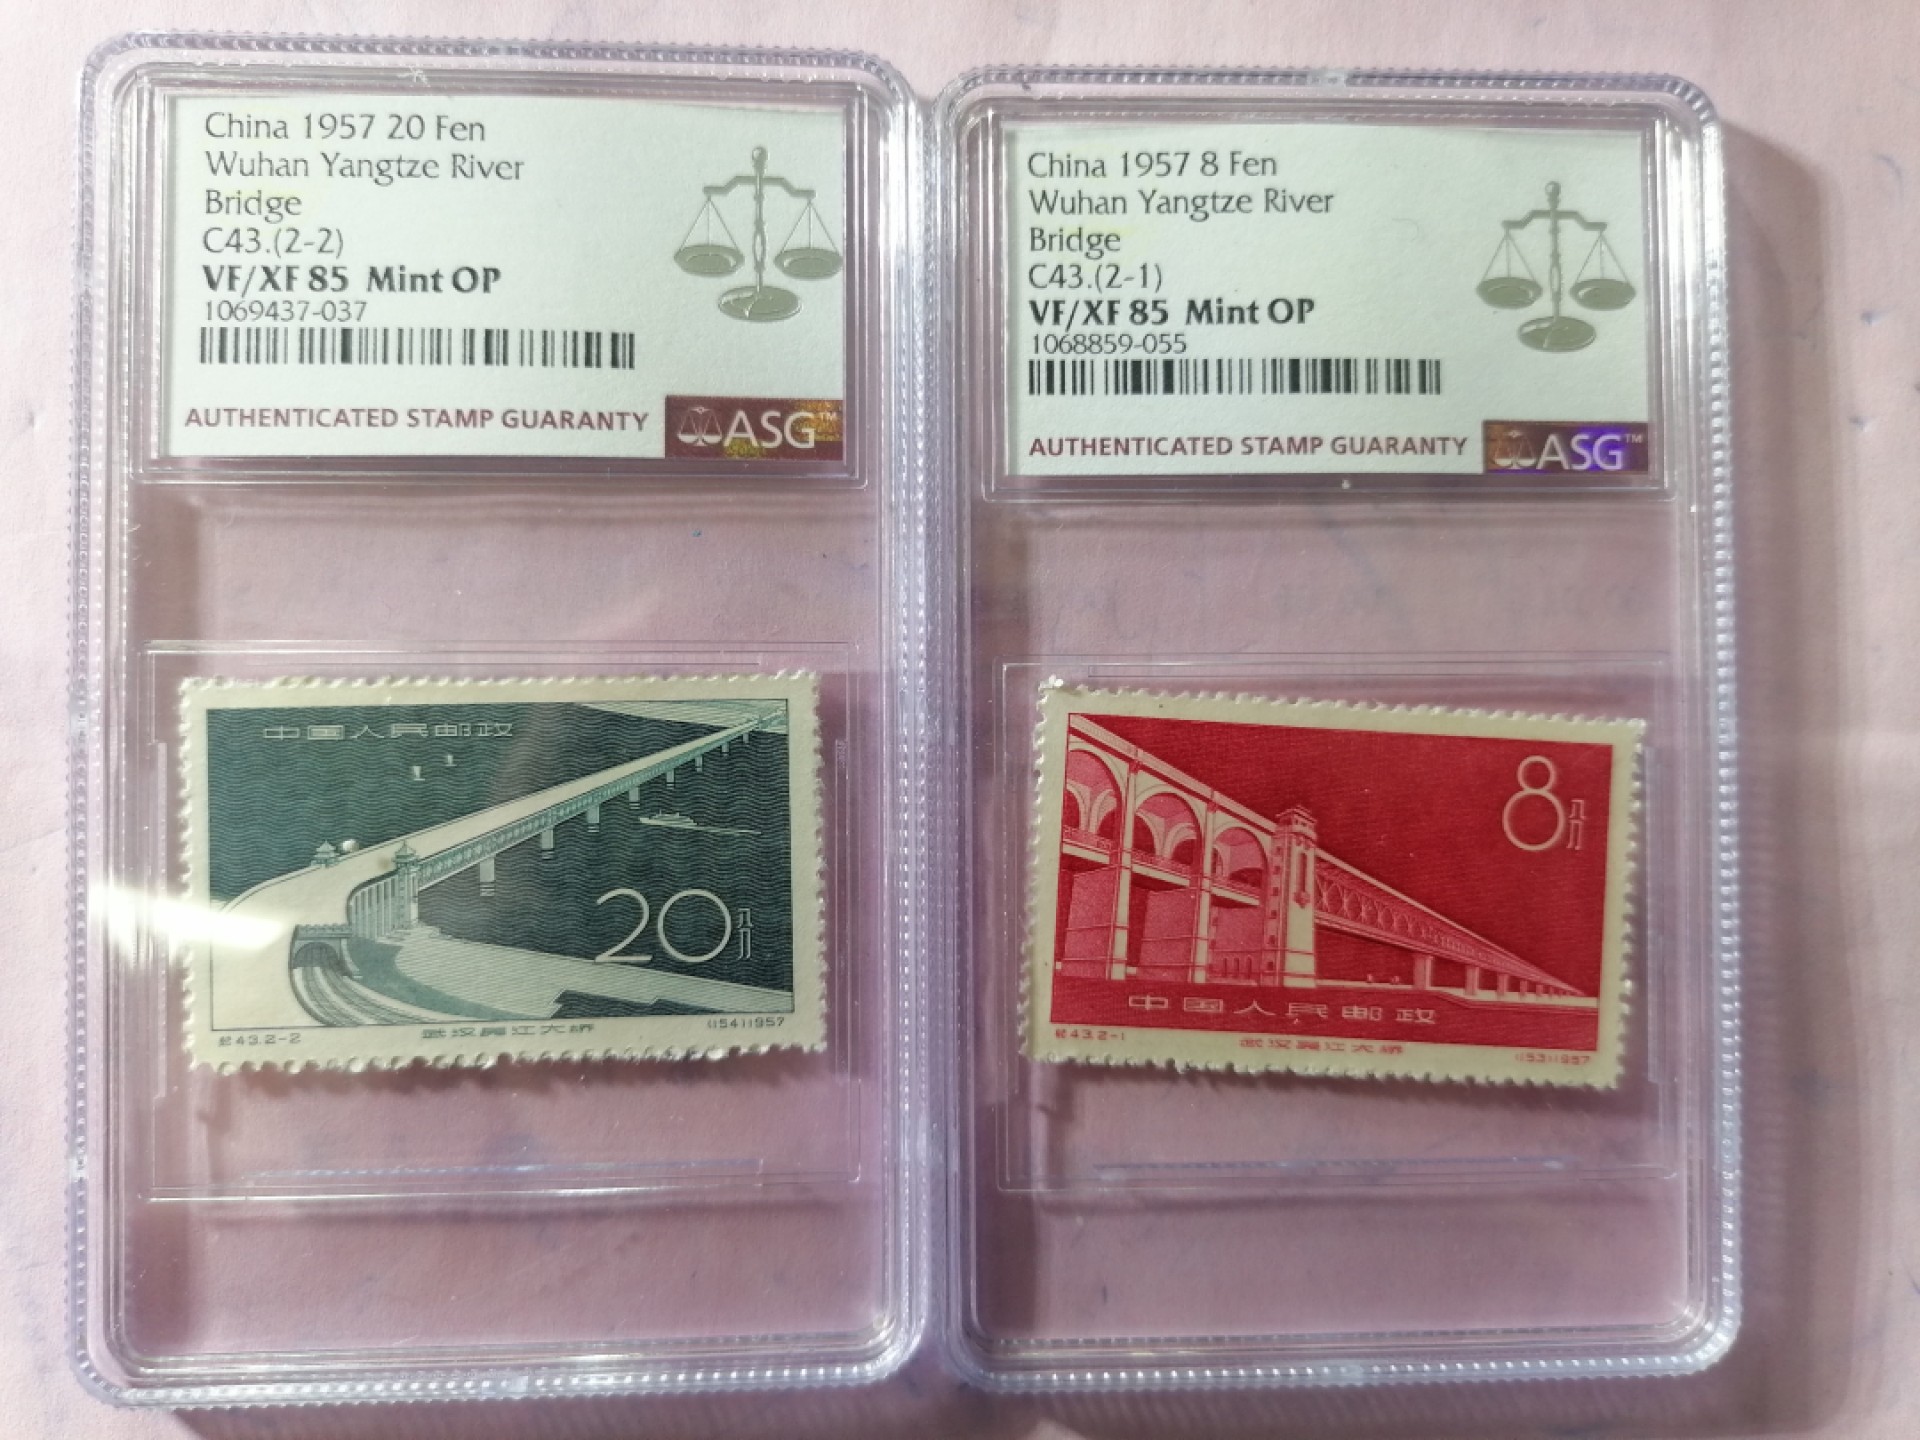 China 1957 20 Fen
Wuhan Yangtze River
Bridge
C43.(2-2)
VF/XF 85 Mint OP
1069437-037
AUTHENTICATED STAMP GUARANTY
ASG™
中国人民邮政
20分
纪43.2-2
武汉長江大桥
(154)1957
China 1957 8 Fen
Wuhan Yangtze River
Bridge
C43.(2-1)
VF/XF 85 Mint OP
1068859-055
AUTHENTICATED STAMP GUARANTY
ASG™
8分
中国人民邮政
纪43.2-1
武汉長江大桥
(153)1957